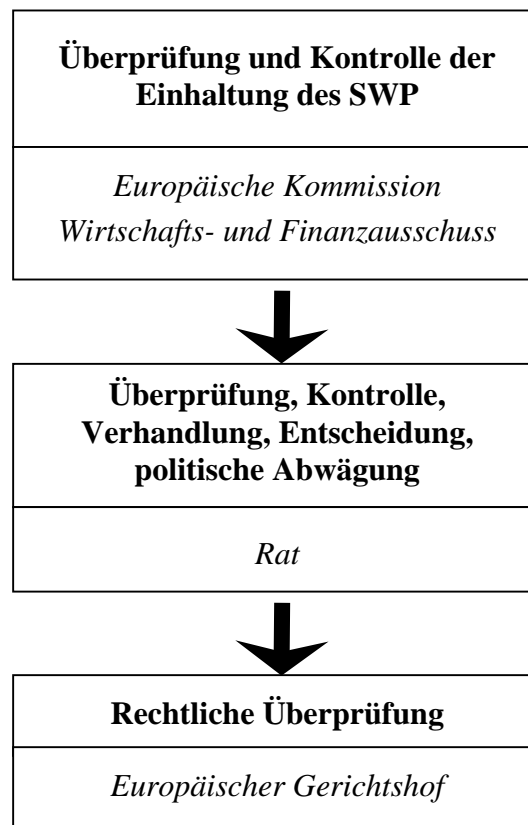 Überprüfung und Kontrolle der
Einhaltung des SWP
Europäische Kommission
Wirtschafts- und Finanzausschuss
Überprüfung, Kontrolle,
Verhandlung, Entscheidung,
politische Abwägung
Rat
Rechtliche Überprüfung
Europäischer Gerichtshof